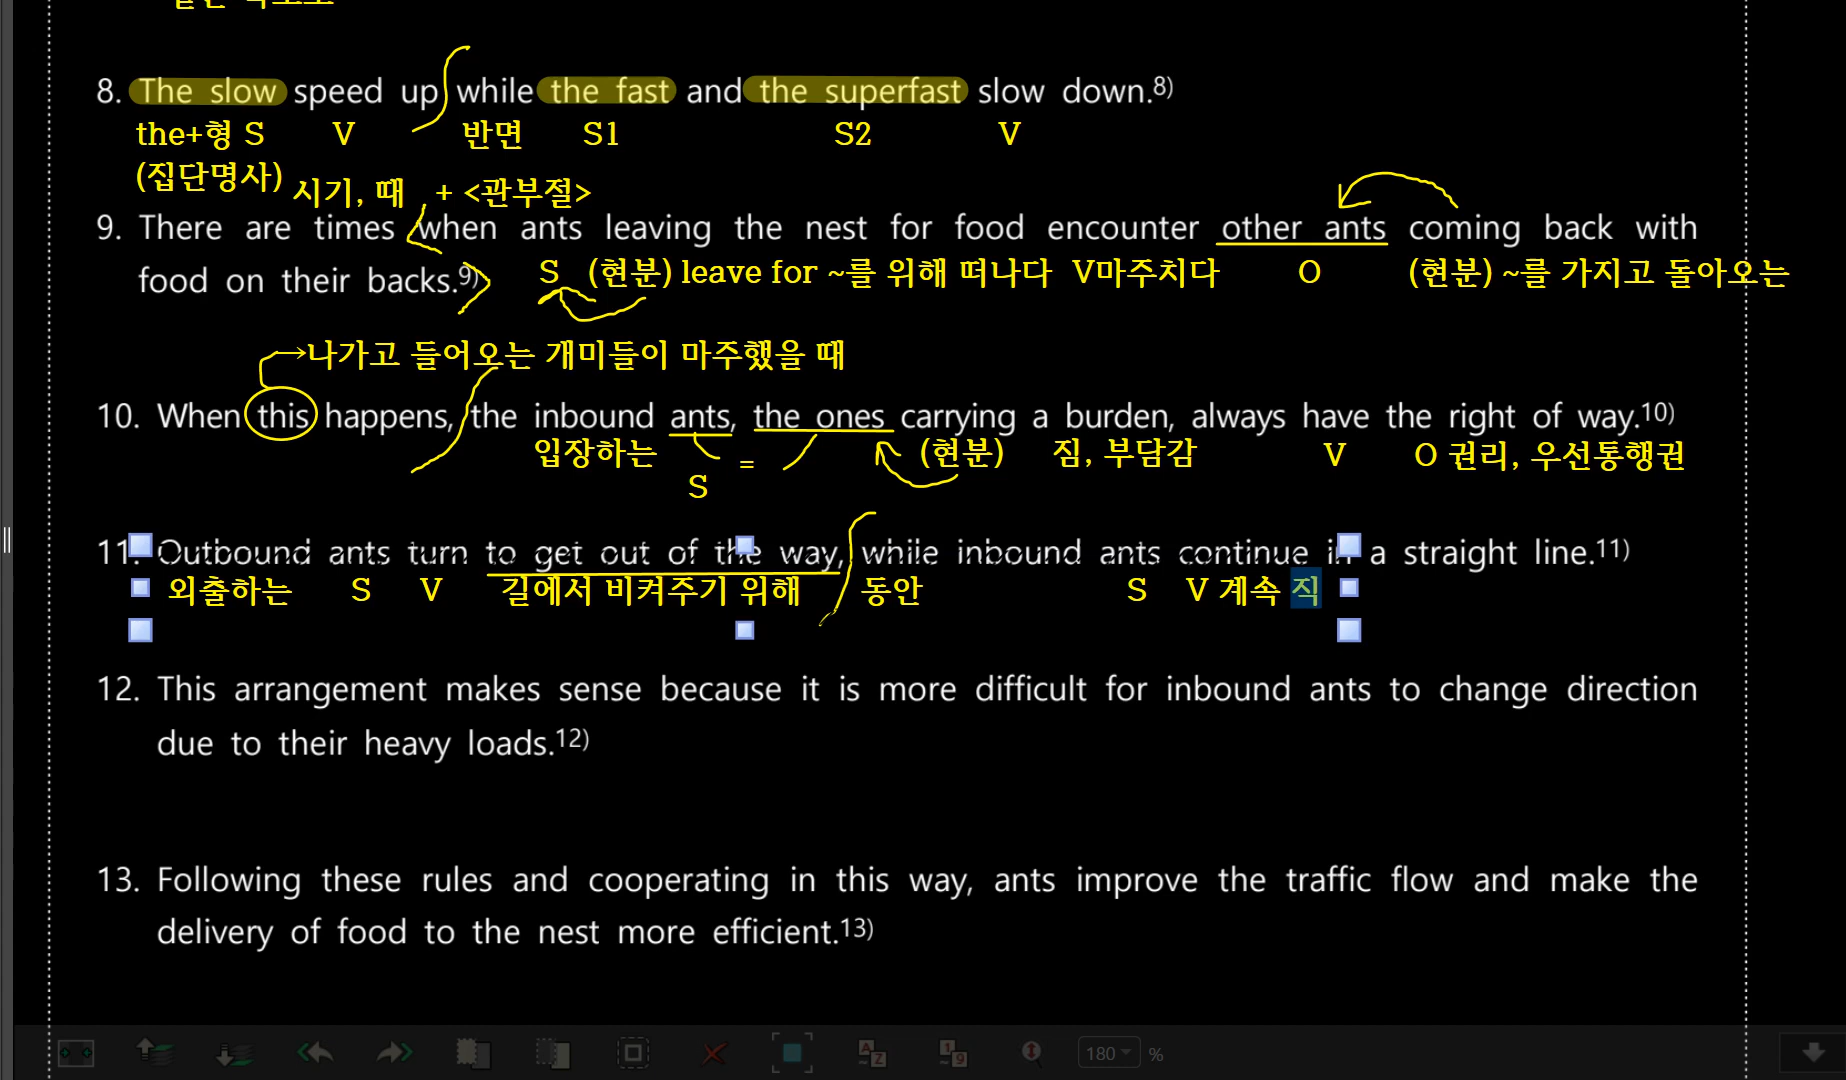 8. The slow speed up while the fast and the superfast slow down.8)
the+형 S V 반면 S1 S2 V
(집단명사) 시기, 때 + <관부절>
9. There are times when ants leaving the nest for food encounter other ants coming back with
food on their backs.9) S (현분) leave for ~를 위해 떠나다 V마주치다 O (현분) ~를 가지고 돌아오는
→나가고 들어오는 개미들이 마주했을 때
10. When this happens, the inbound ants, the ones carrying a burden, always have the right of way.10)
입장하는 S = (현분) 짐, 부담감 V O 권리, 우선통행권
11. Outbound ants turn to get out of the way, while inbound ants continue in a straight line.11)
외출하는 S V 길에서 비켜주기 위해 동안 S V 계속 직
12. This arrangement makes sense because it is more difficult for inbound ants to change direction
due to their heavy loads.12)
13. Following these rules and cooperating in this way, ants improve the traffic flow and make the
delivery of food to the nest more efficient.13)
180 %